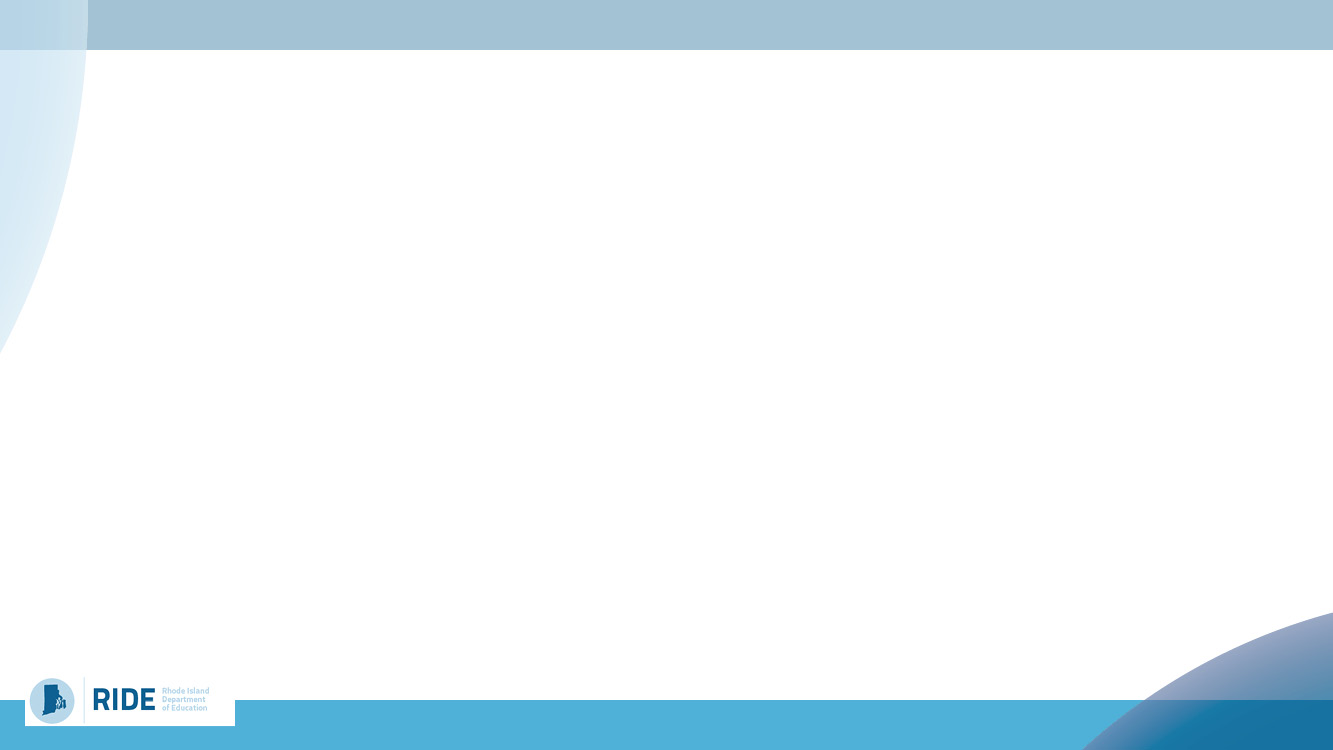 RIDE
Rhode Island
Department
of Education